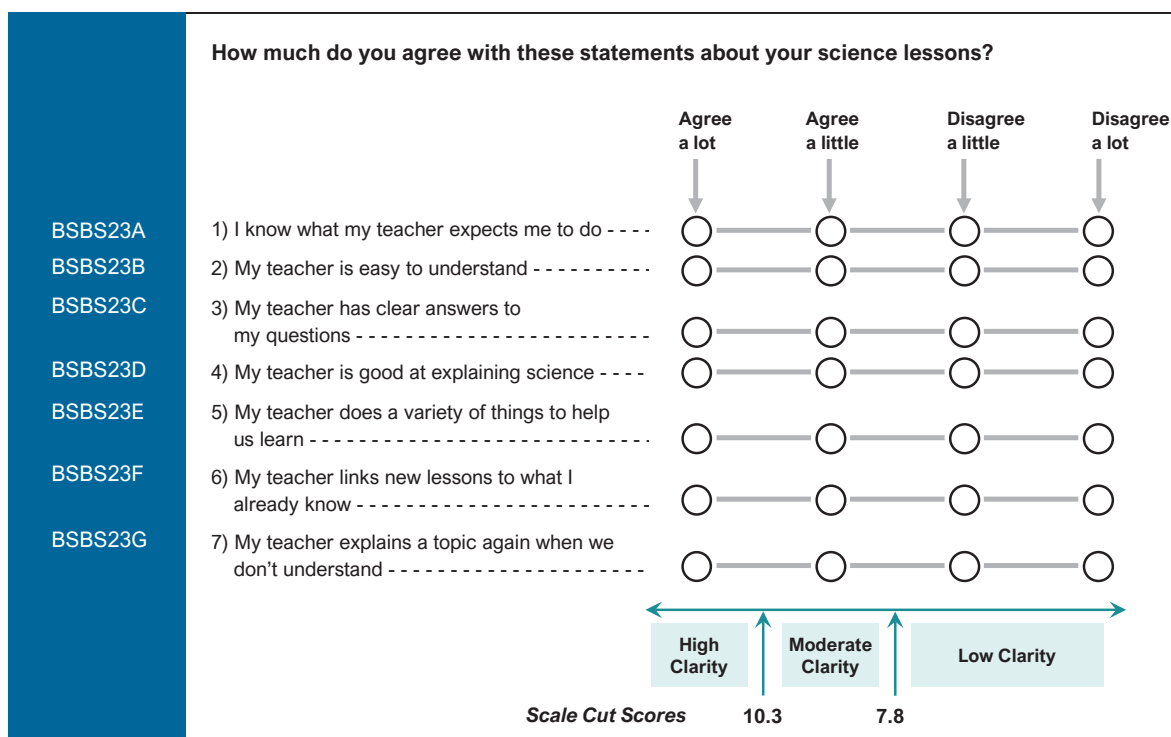 How much do you agree with these statements about your science lessons?
Agree a lot
Agree a little
Disagree a little
Disagree a lot
BSBS23A 1) I know what my teacher expects me to do - - - -
BSBS23B 2) My teacher is easy to understand - - - - - - - - - -
BSBS23C 3) My teacher has clear answers to
my questions - - - - - - - - - - - - - - - - - - - - - - - -
BSBS23D 4) My teacher is good at explaining science - - - -
BSBS23E 5) My teacher does a variety of things to help
us learn - - - - - - - - - - - - - - - - - - - - - - - - - - - -
BSBS23F 6) My teacher links new lessons to what I
already know - - - - - - - - - - - - - - - - - - - - - - - -
BSBS23G 7) My teacher explains a topic again when we
don't understand - - - - - - - - - - - - - - - - - - - - -
High
Clarity
Moderate
Clarity
Low Clarity
Scale Cut Scores 10.3 7.8